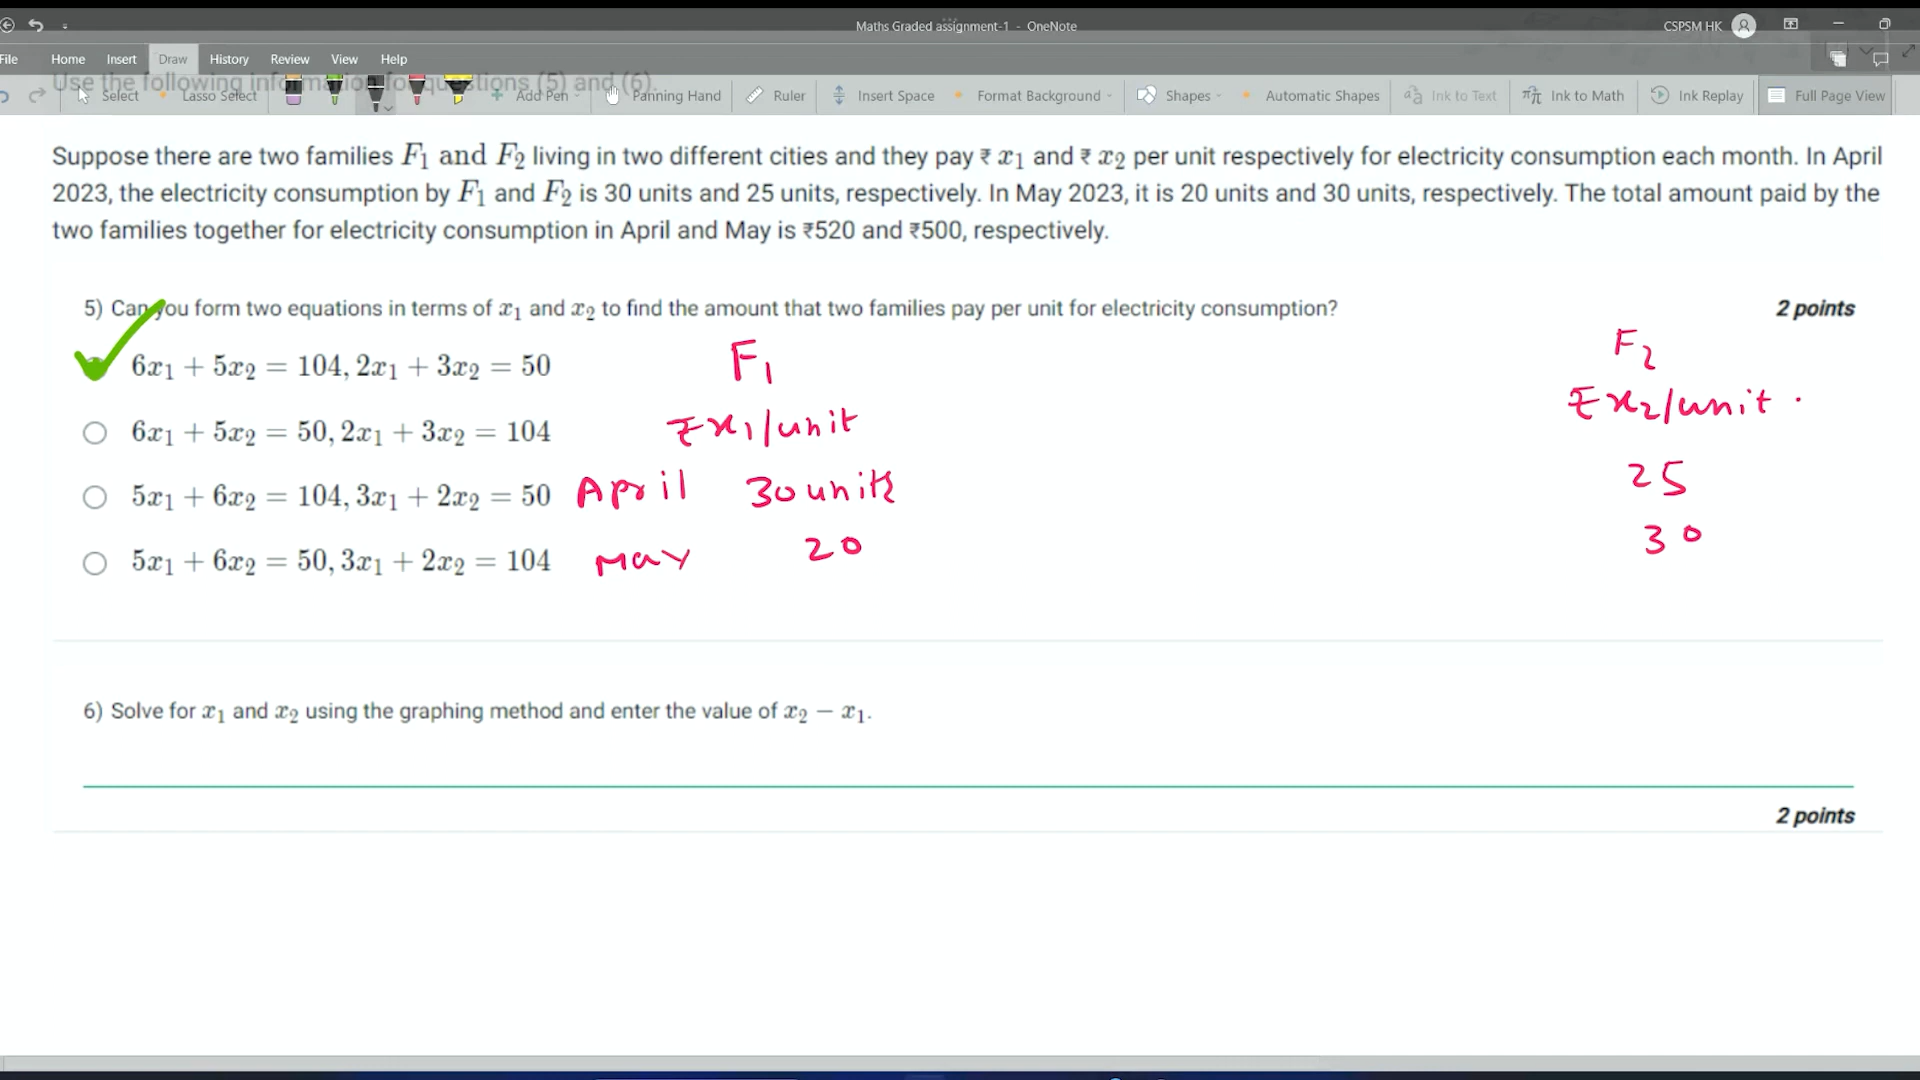 Maths Graded assignment-1 - OneNote
CSPSM HK
File Home Insert Draw History Review View Help
Use the following information for questions (5) and (6).
Select Lasso Select Add Pen Panning Hand Ruler Insert Space Format Background Shapes Automatic Shapes Ink to Text Ink to Math Ink Replay Full Page View
Suppose there are two families F₁ and F₂ living in two different cities and they pay ₹ x₁ and ₹ x₂ per unit respectively for electricity consumption each month. In April
2023, the electricity consumption by F₁ and F₂ is 30 units and 25 units, respectively. In May 2023, it is 20 units and 30 units, respectively. The total amount paid by the
two families together for electricity consumption in April and May is ₹520 and ₹500, respectively.
5) Can you form two equations in terms of x₁ and x₂ to find the amount that two families pay per unit for electricity consumption?
2 points
6x₁ + 5x₂ = 104, 2x₁ + 3x₂ = 50
F₁
F₂
6x₁ + 5x₂ = 50, 2x₁ + 3x₂ = 104
₹x₁/unit
₹x₂/unit.
5x₁ + 6x₂ = 104, 3x₁ + 2x₂ = 50
April 30 units 25
5x₁ + 6x₂ = 50, 3x₁ + 2x₂ = 104
May 20 30
6) Solve for x₁ and x₂ using the graphing method and enter the value of x₂ − x₁.
2 points